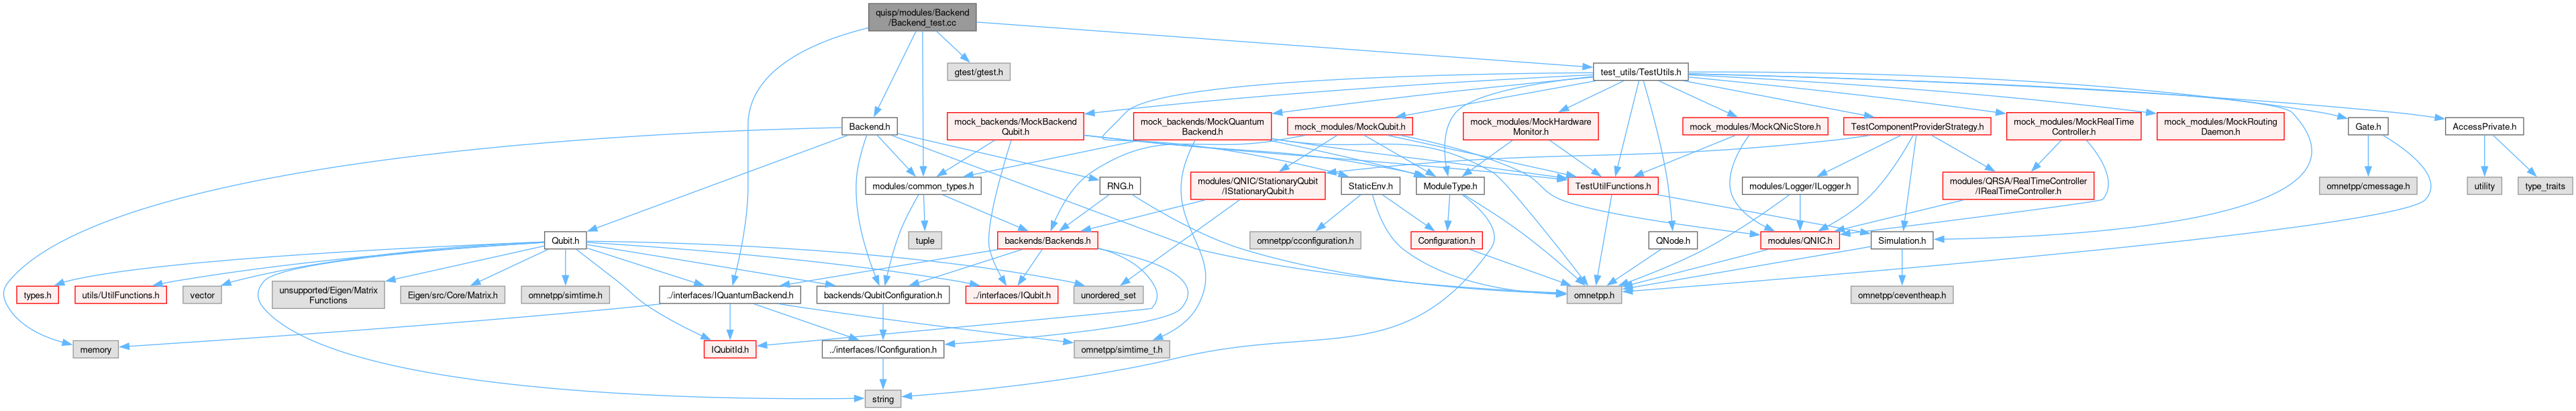 quisp/modules/Backend
/Backend_test.cc
gtest/gtest.h
test_utils/TestUtils.h
Backend.h
mock_backends/MockBackend
Qubit.h
mock_backends/MockQuantum
Backend.h
mock_modules/MockQubit.h
mock_modules/MockHardware
Monitor.h
mock_modules/MockQNicStore.h
TestComponentProviderStrategy.h
mock_modules/MockRealTime
Controller.h
mock_modules/MockRouting
Daemon.h
Gate.h
AccessPrivate.h
modules/common_types.h
RNG.h
modules/QNIC/StationaryQubit
/IStationaryQubit.h
StaticEnv.h
ModuleType.h
TestUtilFunctions.h
modules/Logger/ILogger.h
modules/QRSA/RealTimeController
/IRealTimeController.h
omnetpp/cmessage.h
utility
type_traits
Qubit.h
tuple
backends/Backends.h
omnetpp/cconfiguration.h
Configuration.h
QNode.h
modules/QNIC.h
Simulation.h
types.h
utils/UtilFunctions.h
vector
unsupported/Eigen/Matrix
Functions
Eigen/src/Core/Matrix.h
omnetpp/simtime.h
../interfaces/IQuantumBackend.h
backends/QubitConfiguration.h
../interfaces/IQubit.h
unordered_set
omnetpp.h
omnetpp/ceventheap.h
memory
IQubitId.h
../interfaces/IConfiguration.h
omnetpp/simtime_t.h
string